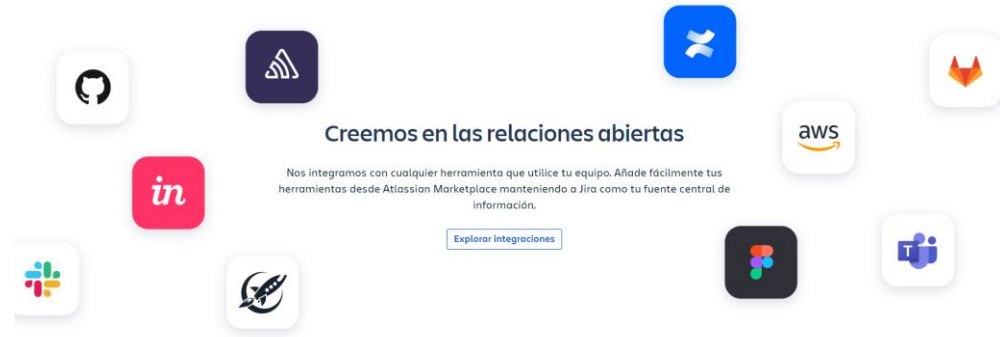 Creemos en las relaciones abiertas
aws
Nos integramos con cualquier herramienta que utilice tu equipo. Añade fácilmente tus
in
herramientas desde Atlassian Marketplace manteniendo a Jira como tu fuente central de
información.
Explorar integraciones
T